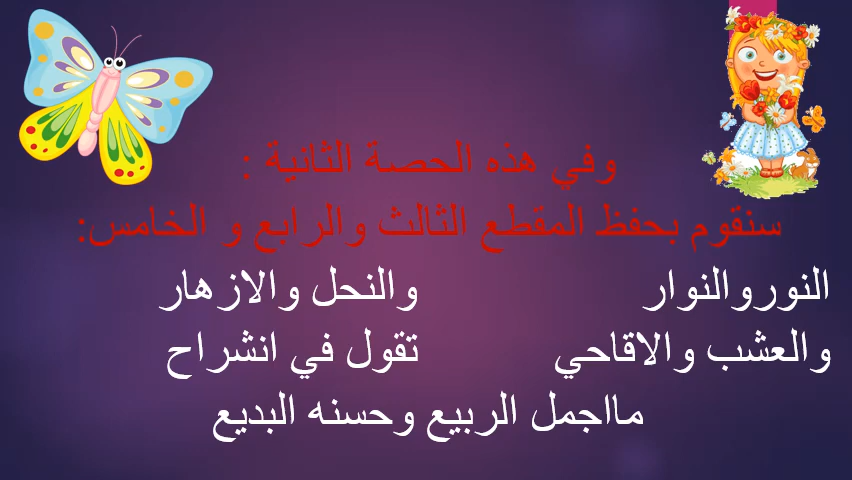 وفي هذه الحصة الثانية :
سنقوم بحفظ المقطع الثالث والرابع و الخامس:
النوروالنوار والنحل والازهار
والعشب والاقاحي تقول في انشراح
مااجمل الربيع وحسنه البديع